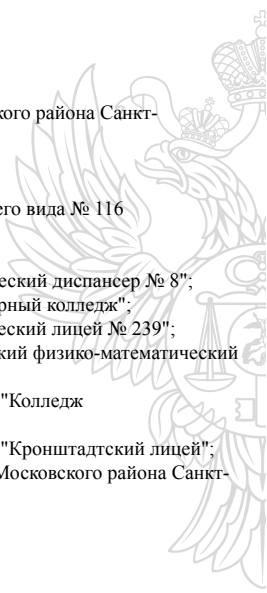 кого района Санкт-
его вида № 116
еский диспансер № 8";
рный колледж";
еский лицей № 239";
кий физико-математический
"Колледж
"Кронштадтский лицей";
Московского района Санкт-